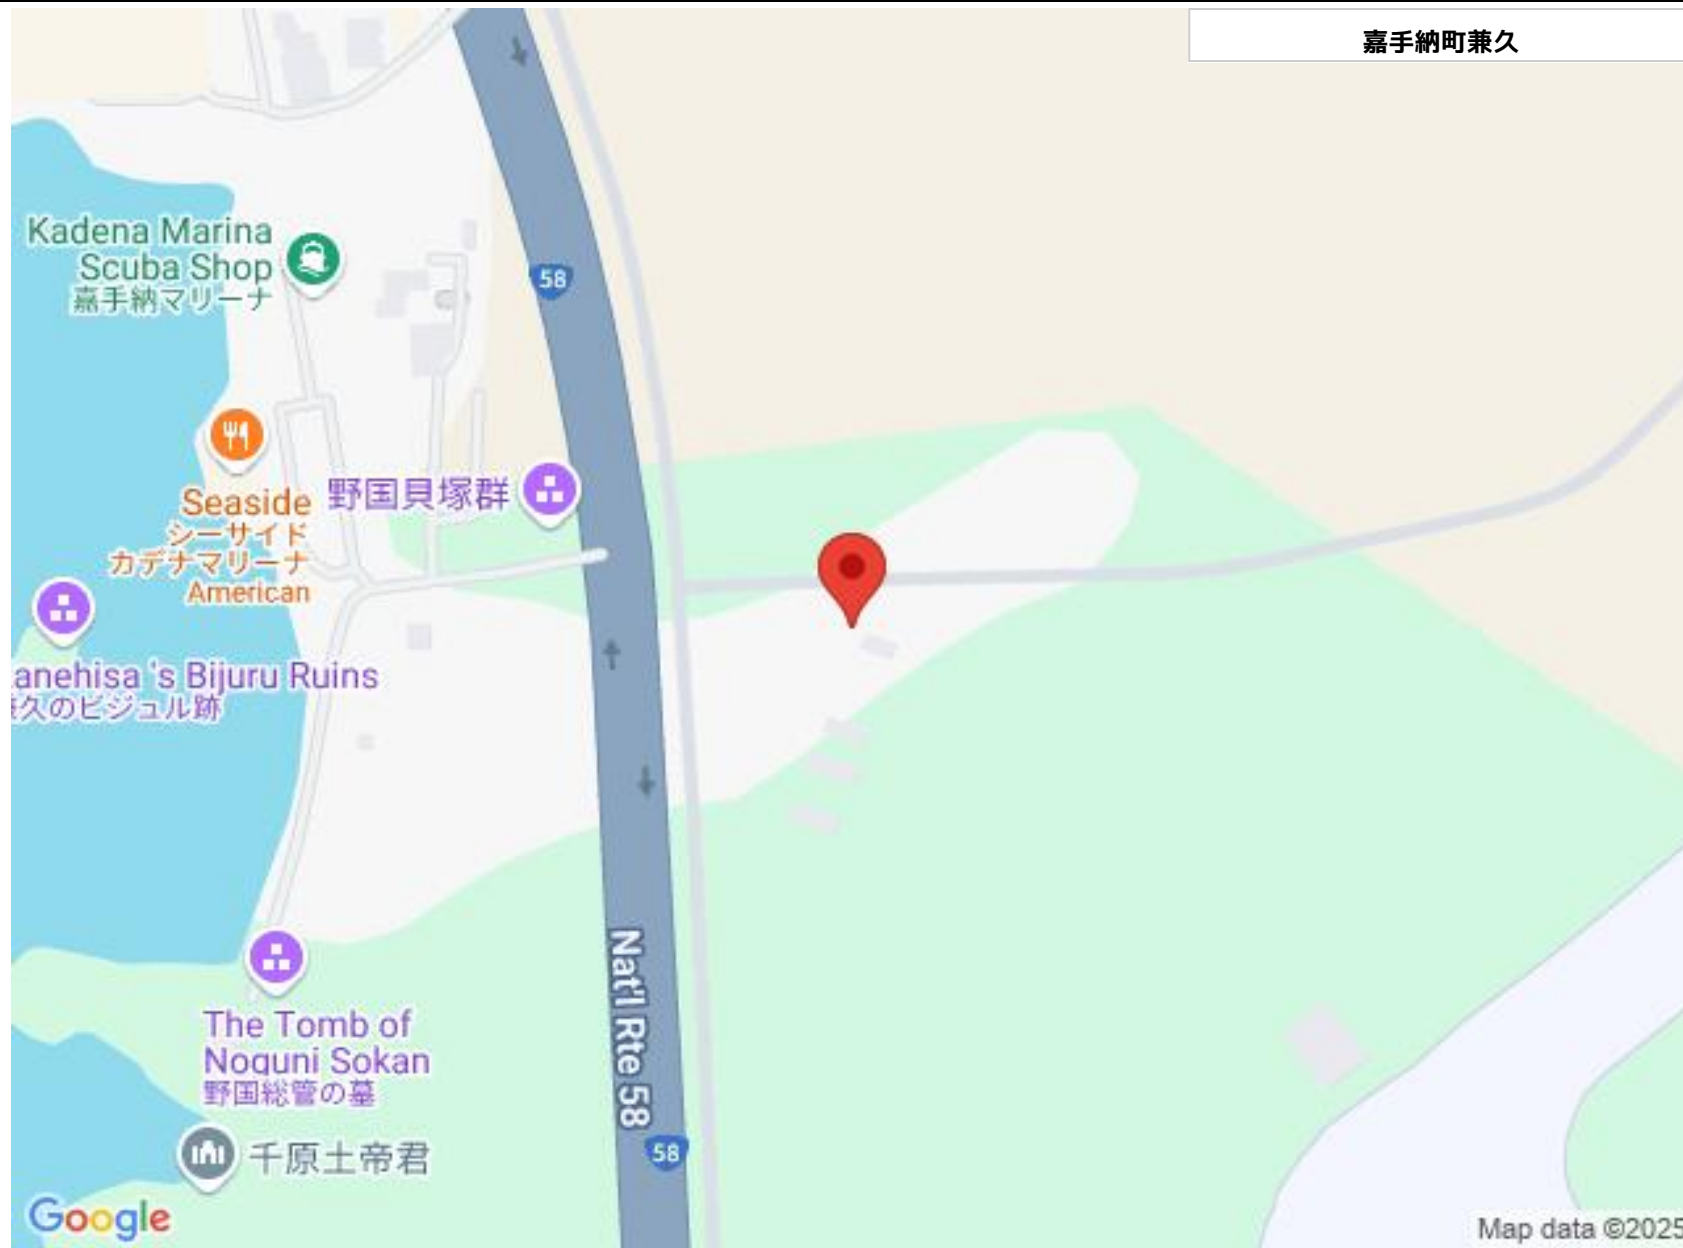 嘉手納町兼久
Kadena Marina
Scuba Shop
嘉手納マリーナ
58
Seaside
シーサイド
カデナマリーナ
American
野国貝塚群
anehisa 's Bijuru Ruins
久のビジュル跡
Nat'l Rte 58
The Tomb of
Noguni Sokan
野国総管の墓
58
千原土帝君
Google
Map data ©2025